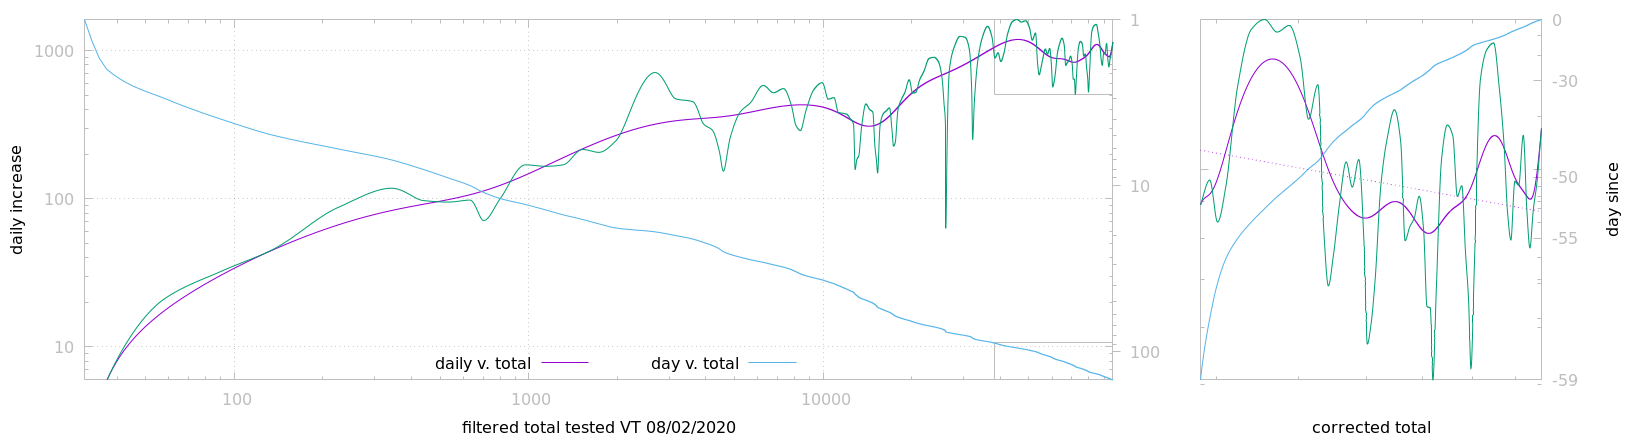 1000
100
10
daily increase
100
1000
10000
filtered total tested VT 08/02/2020
daily v. total
day v. total
1
10
100
0
-30
-50
-55
-59
day since
corrected total